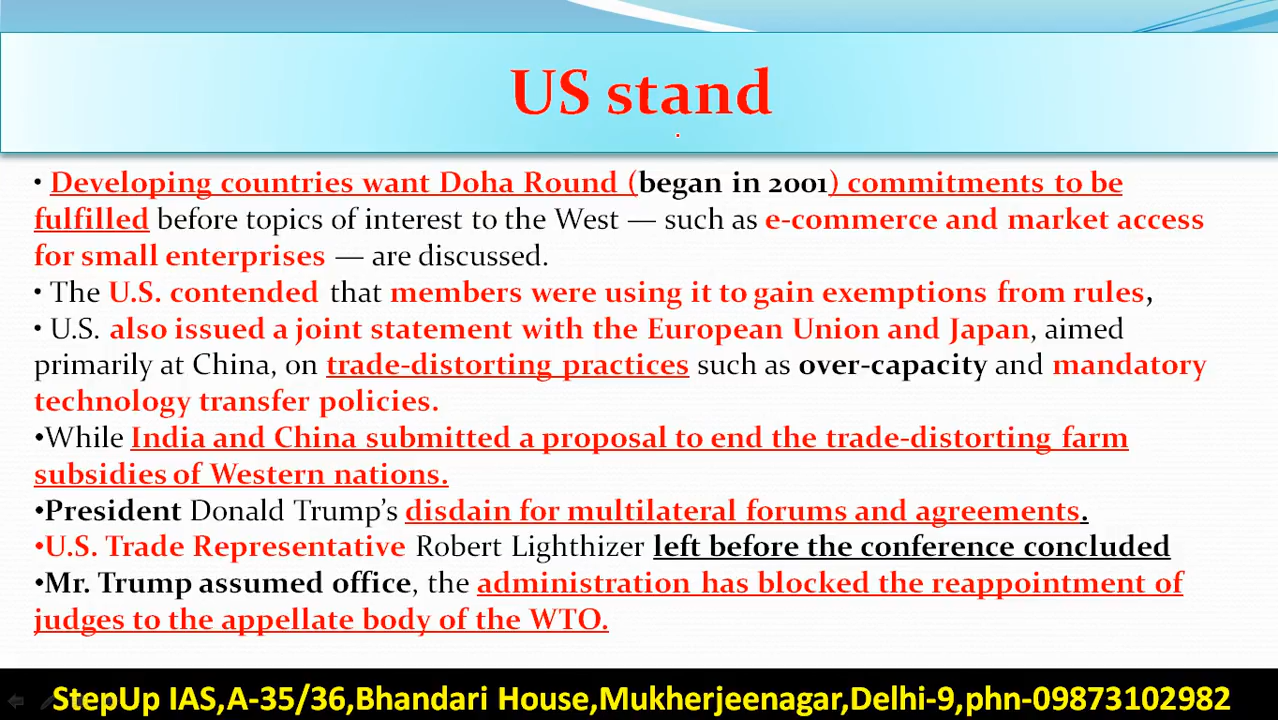 US stand
• Developing countries want Doha Round (began in 2001) commitments to be
fulfilled before topics of interest to the West — such as e-commerce and market access
for small enterprises — are discussed.
• The U.S. contended that members were using it to gain exemptions from rules,
• U.S. also issued a joint statement with the European Union and Japan, aimed
primarily at China, on trade-distorting practices such as over-capacity and mandatory
technology transfer policies.
•While India and China submitted a proposal to end the trade-distorting farm
subsidies of Western nations.
•President Donald Trump’s disdain for multilateral forums and agreements.
•U.S. Trade Representative Robert Lighthizer left before the conference concluded
•Mr. Trump assumed office, the administration has blocked the reappointment of
judges to the appellate body of the WTO.
StepUp IAS,A-35/36,Bhandari House,Mukherjeenagar,Delhi-9,phn-09873102982